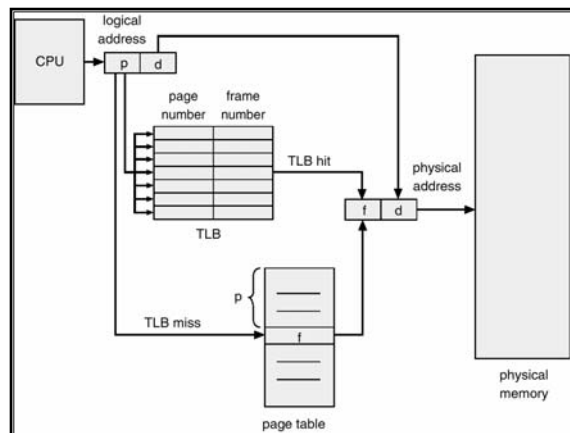 logical
address
CPU
p d
page
number
frame
number
TLB hit
physical
address
f d
TLB
p
TLB miss
f
physical
memory
page table